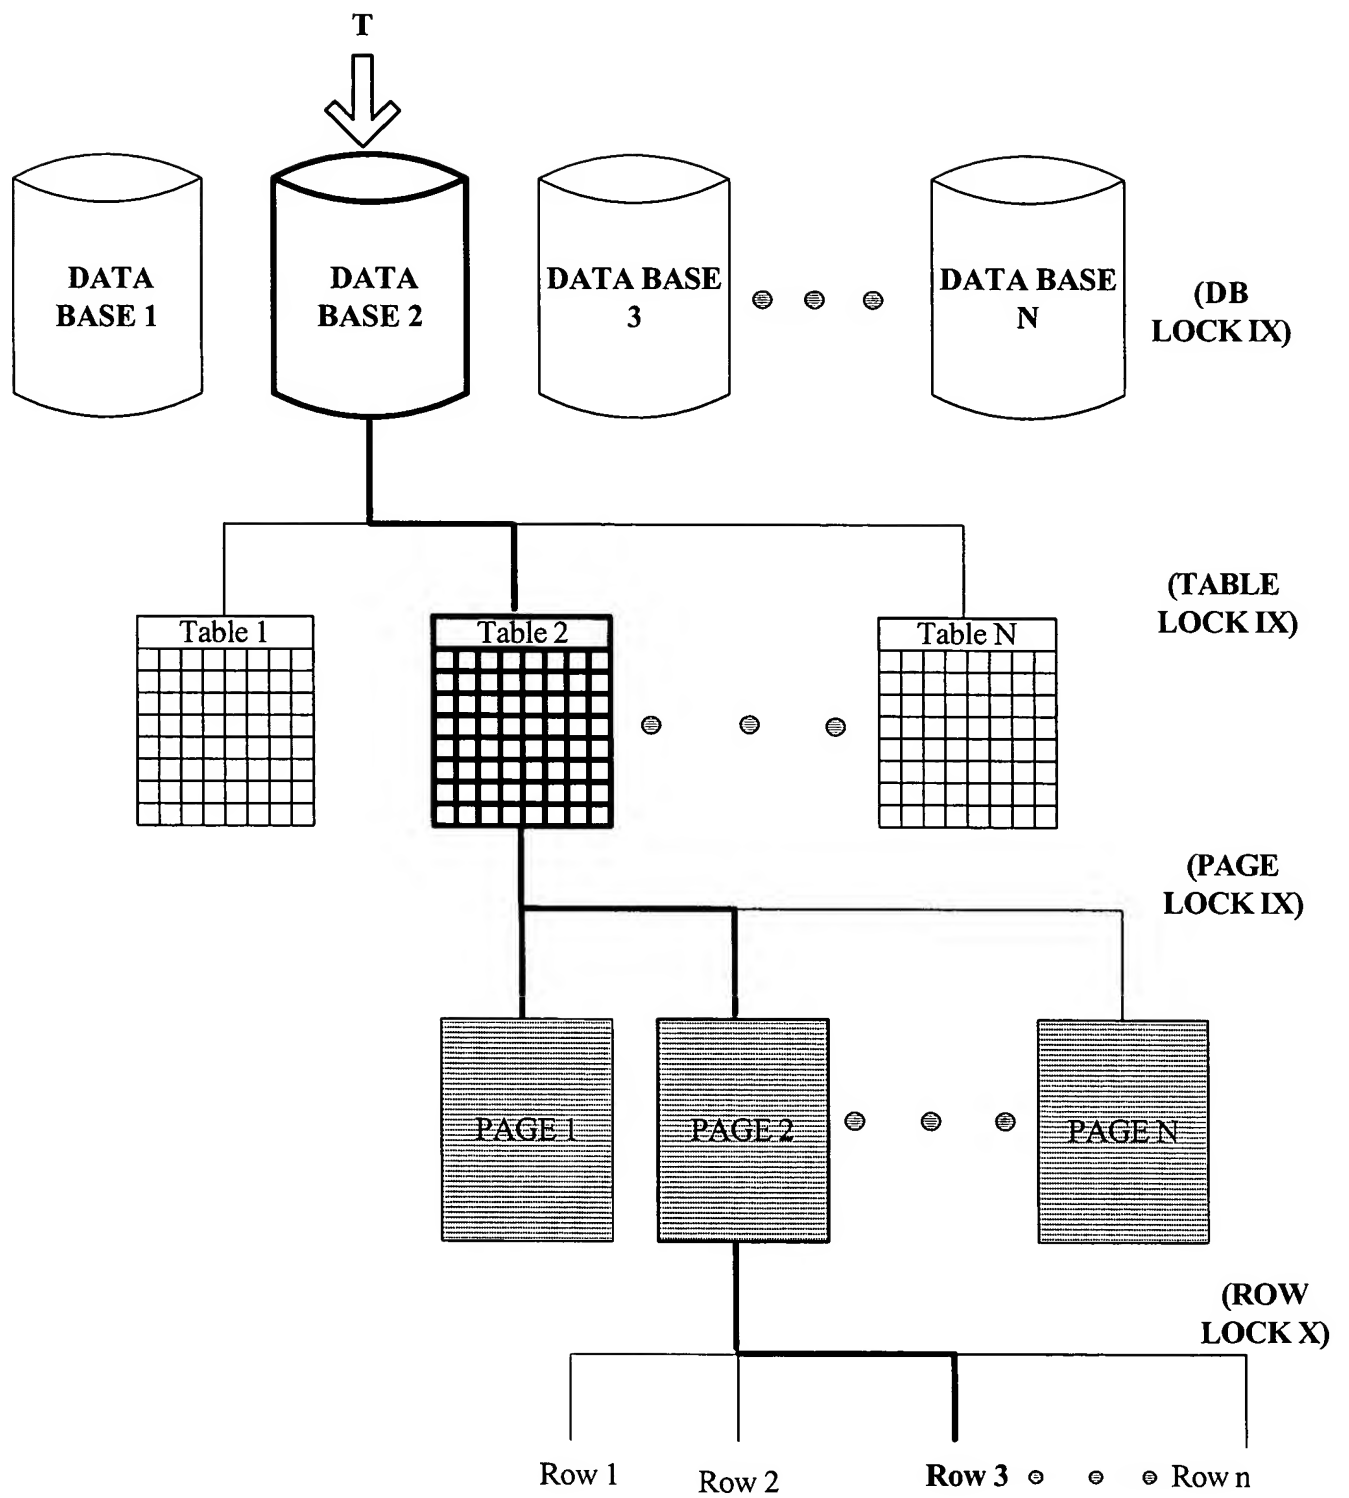 T
DATA
BASE 1
DATA
BASE 2
DATA BASE
3
DATA BASE
N
(DB
LOCK IX)
(TABLE
LOCK IX)
Table 1
Table 2
Table N
(PAGE
LOCK IX)
PAGE 1
PAGE 2
PAGE N
(ROW
LOCK X)
Row 1
Row 2
Row 3
Row n